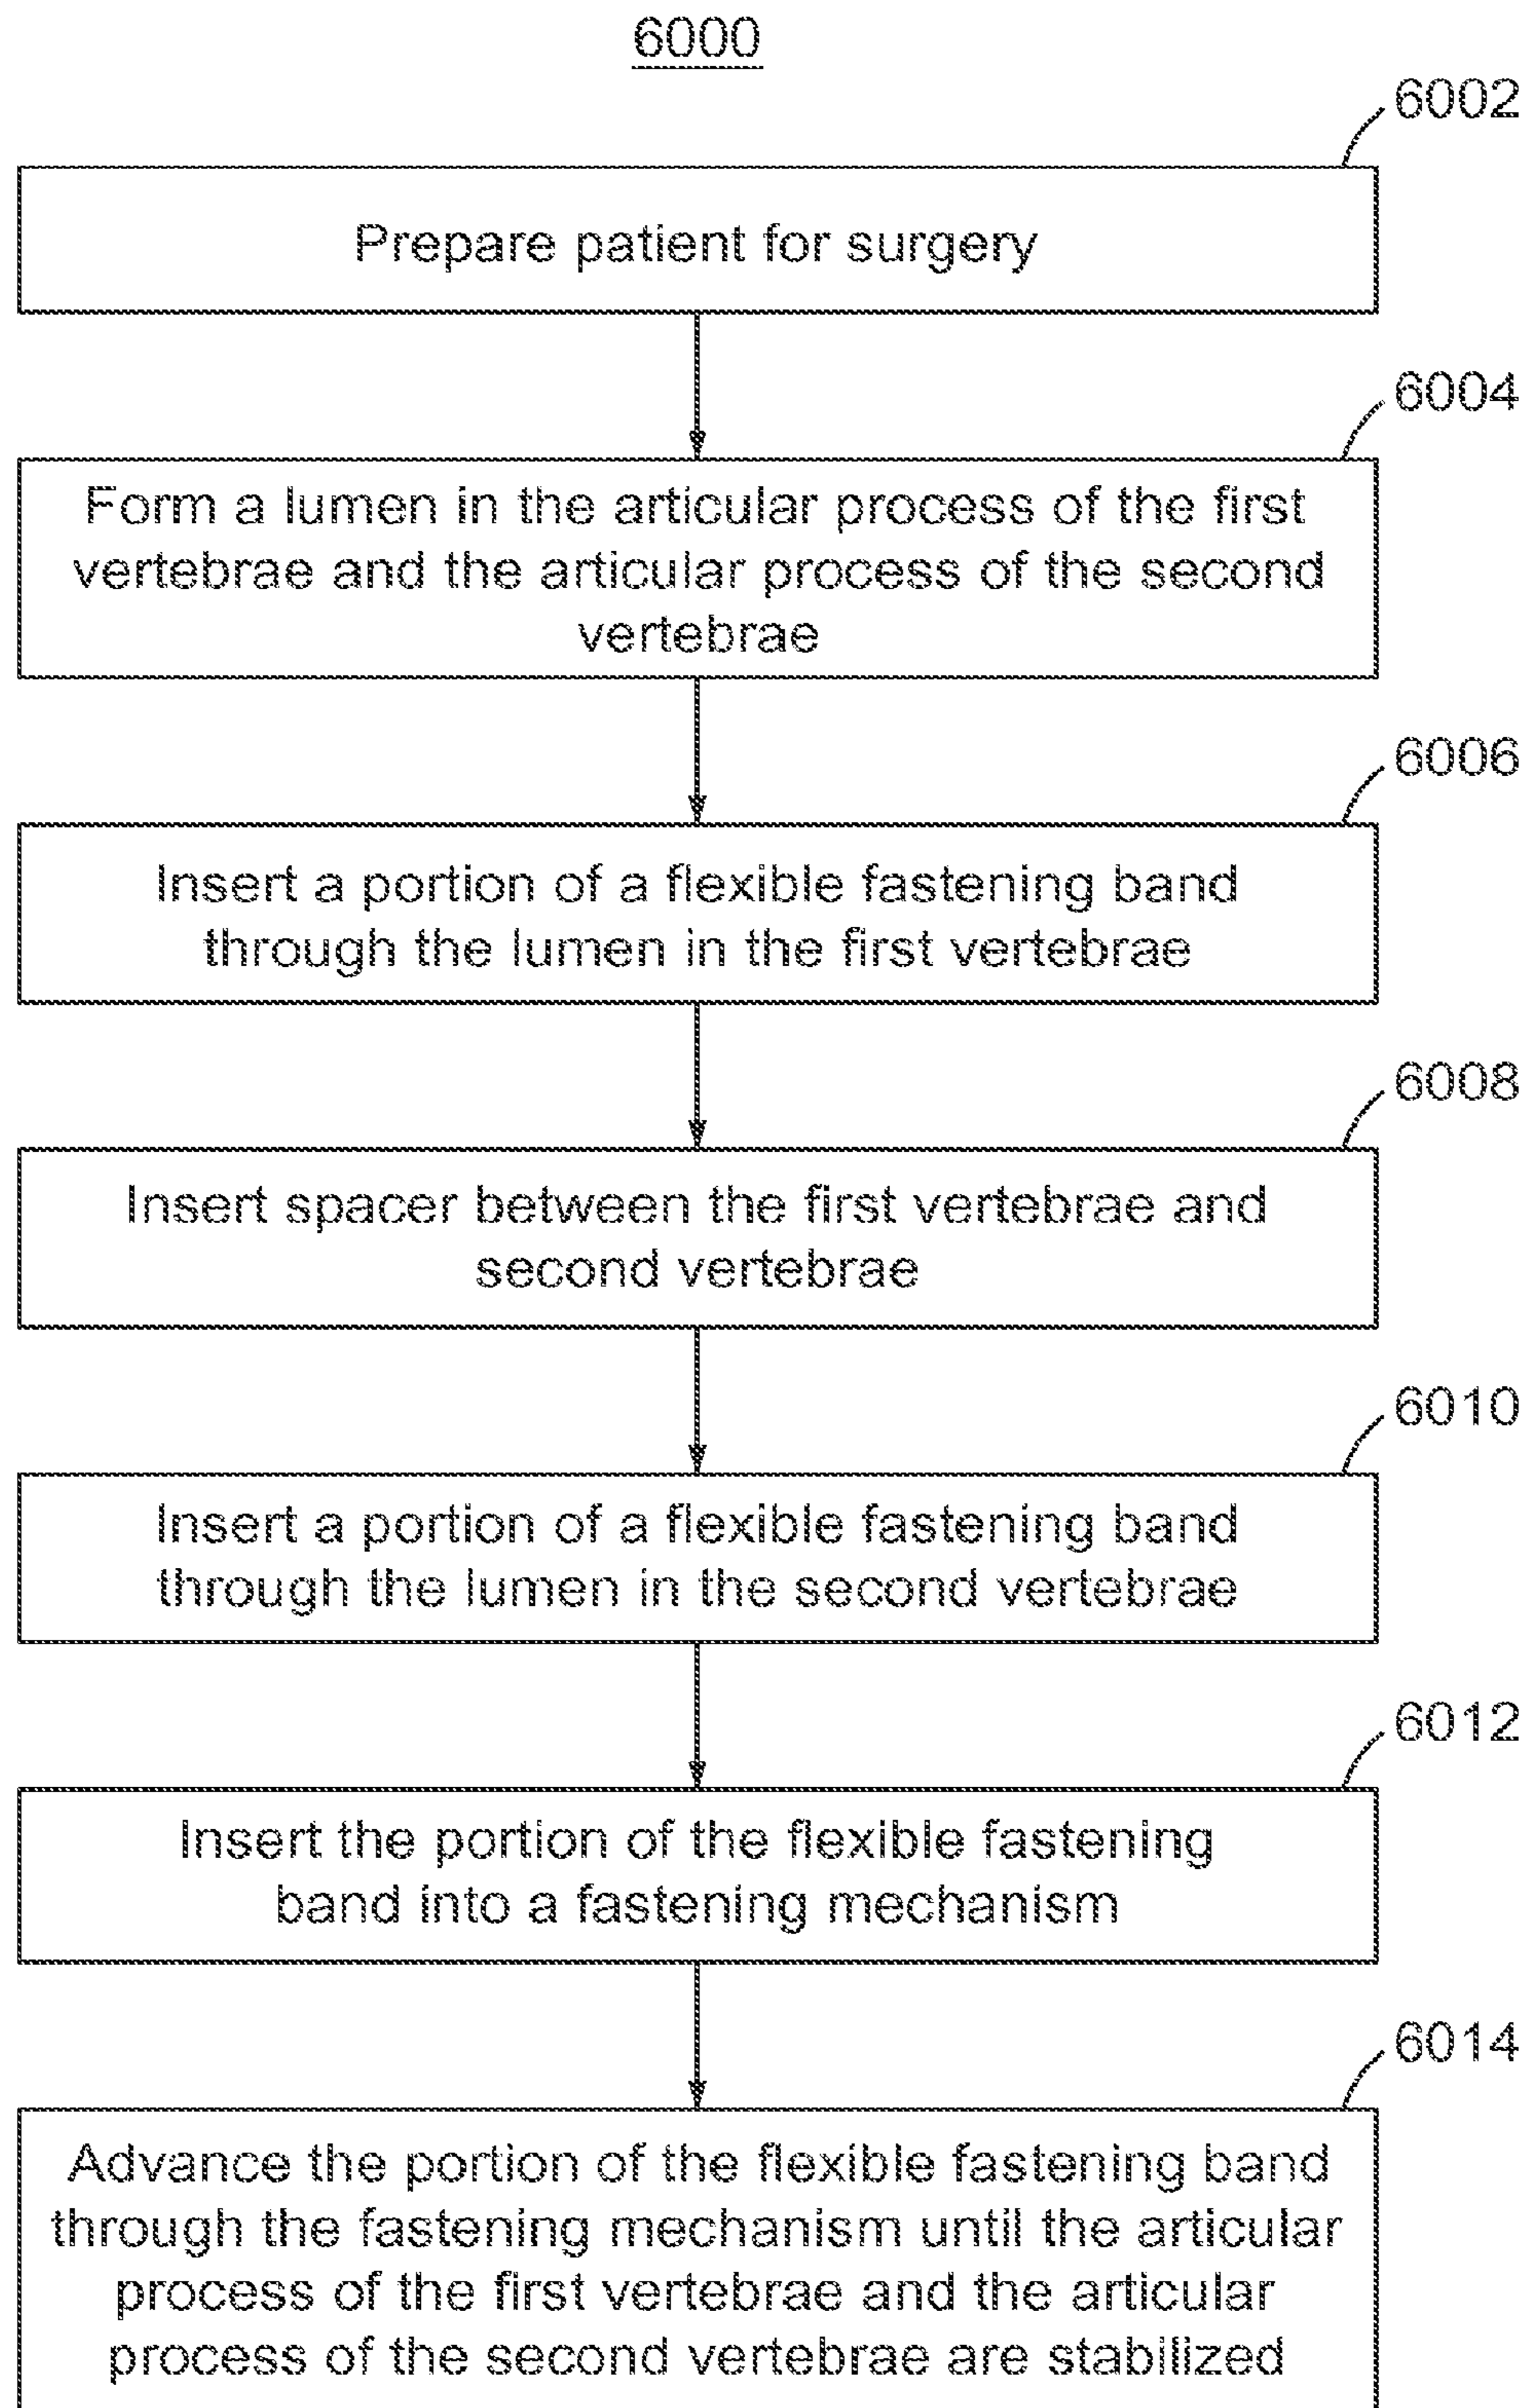 6000
6002
Prepare patient for surgery
6004
Form a lumen in the articular process of the first
vertebrae and the articular process of the second
vertebrae
6006
Insert a portion of a flexible fastening band
through the lumen in the first vertebrae
6008
Insert spacer between the first vertebrae and
second vertebrae
6010
Insert a portion of a flexible fastening band
through the lumen in the second vertebrae
6012
Insert the portion of the flexible fastening
band into a fastening mechanism
6014
Advance the portion of the flexible fastening band
through the fastening mechanism until the articular
process of the first vertebrae and the articular
process of the second vertebrae are stabilized